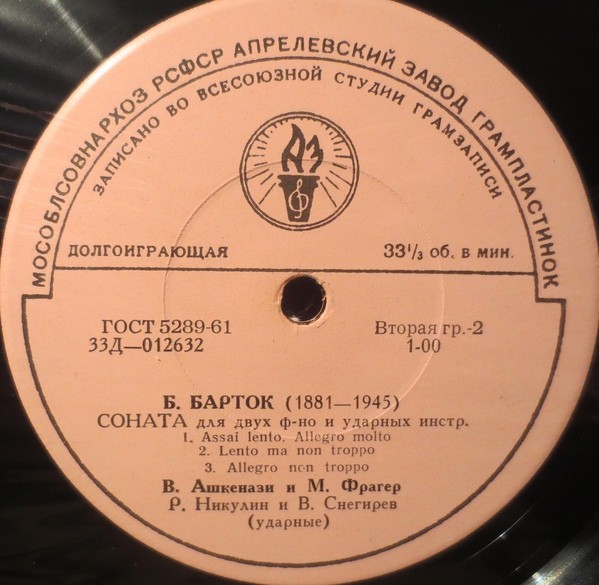 МОСОБЛСОВНАРХОЗ РСФСР АПРЕЛЕВСКИЙ ЗАВОД ГРАМПЛАСТИНОК
ЗАПИСАНО ВО ВСЕСОЮЗНОЙ СТУДИИ ГРАМЗАПИСИ
АЗ
ДОЛГОИГРАЮЩАЯ 33⅓ об. в мин.
ГОСТ 5289-61 Вторая гр.-2
33Д—012632 1-00
Б. БАРТОК (1881—1945)
СОНАТА для двух ф-но и ударных инстр.
1. Assai lento. Allegro molto
2. Lento ma non troppo
3. Allegro non troppo
В. Ашкенази и М. Фрагер
Р. Никулин и В. Снегирев
(ударные)